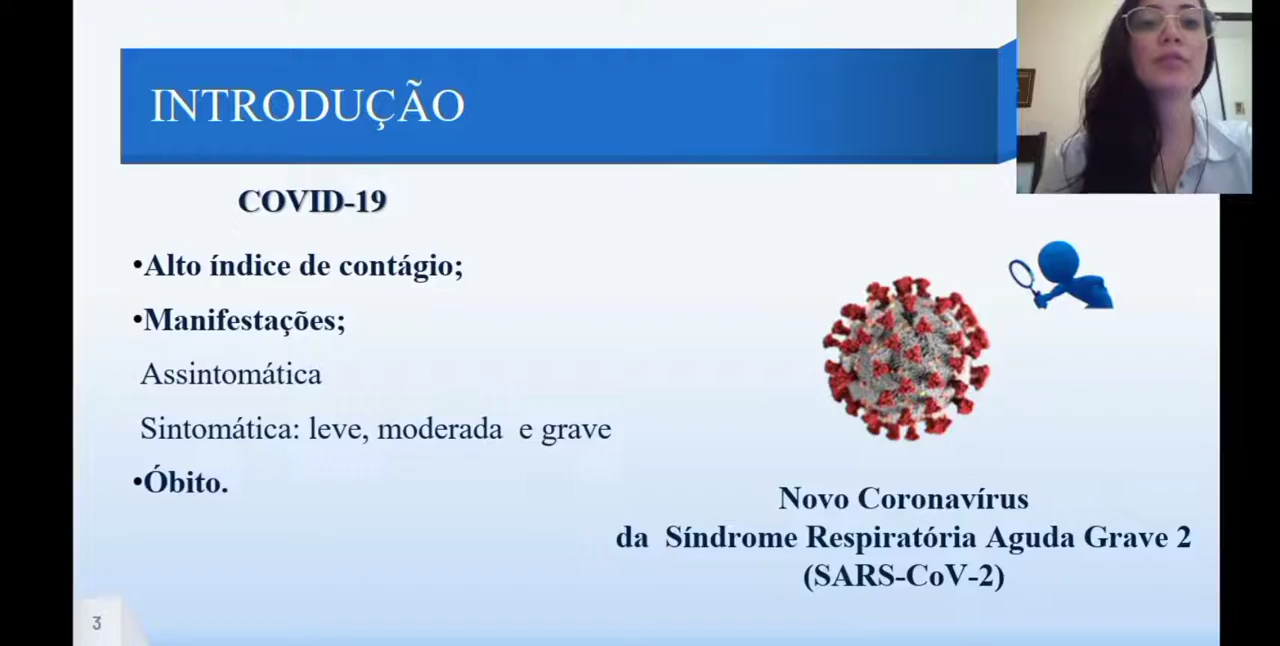 INTRODUÇÃO
COVID-19
•Alto índice de contágio;
•Manifestações;
Assintomática
Sintomática: leve, moderada e grave
•Óbito.
Novo Coronavírus
da Síndrome Respiratória Aguda Grave 2
(SARS-CoV-2)
3